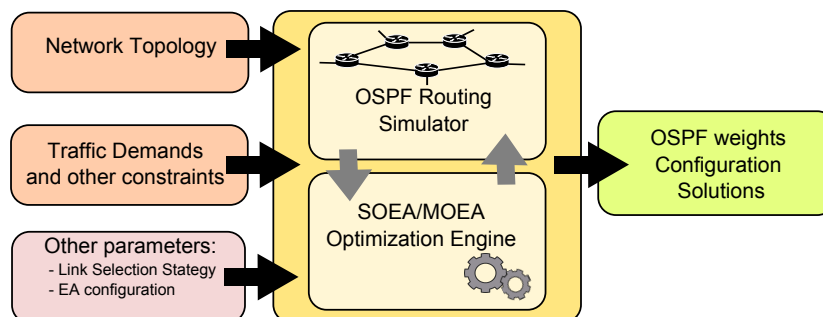 Network Topology
Traffic Demands
and other constraints
Other parameters:
- Link Selection Stategy
- EA configuration
OSPF Routing
Simulator
SOEA/MOEA
Optimization Engine
OSPF weights
Configuration
Solutions